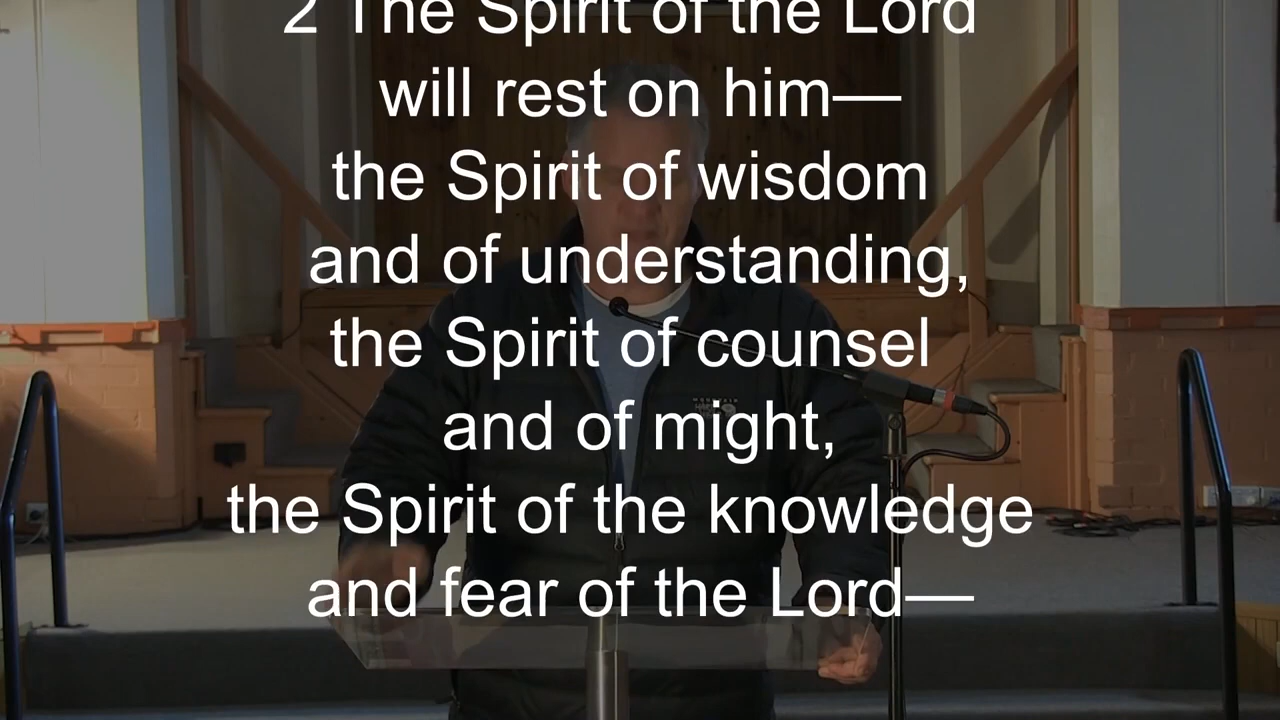 2 The Spirit of the Lord
will rest on him—
the Spirit of wisdom
and of understanding,
the Spirit of counsel
and of might,
the Spirit of the knowledge
and fear of the Lord—